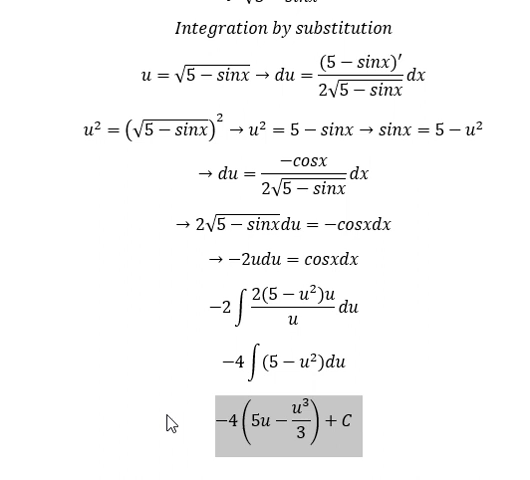 Integration by substitution
u = √(5 − sinx) → du = (5 − sinx)′ / 2√(5 − sinx) dx
u² = (√(5 − sinx))² → u² = 5 − sinx → sinx = 5 − u²
→ du = −cosx / 2√(5 − sinx) dx
→ 2√(5 − sinx)du = −cosxdx
→ −2udu = cosxdx
−2 ∫ 2(5 − u²)u / u du
−4 ∫ (5 − u²)du
−4 (5u − u³/3) + C